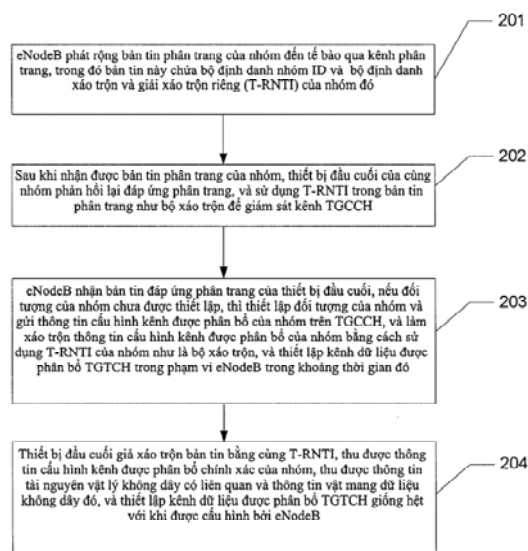 201
eNodeB phát rộng bản tin phân trang của nhóm đến tế bào qua kênh phân
trang, trong đó bản tin này chứa bộ định danh nhóm ID và bộ định danh
xáo trộn và giải xáo trộn riêng (T-RNTI) của nhóm đó
202
Sau khi nhận được bản tin phân trang của nhóm, thiết bị đầu cuối của cùng
nhóm phản hồi lại đáp ứng phân trang, và sử dụng T-RNTI trong bản tin
phân trang như bộ xáo trộn để giám sát kênh TGCCH
203
eNodeB nhận bản tin đáp ứng phân trang của thiết bị đầu cuối, nếu đối
tượng của nhóm chưa được thiết lập, thì thiết lập đối tượng của nhóm và
gửi thông tin cấu hình kênh được phân bổ của nhóm trên TGCCH, và làm
xáo trộn thông tin cấu hình kênh được phân bổ của nhóm bằng cách sử
dụng T-RNTI của nhóm như là bộ xáo trộn, và thiết lập kênh dữ liệu được
phân bổ TGTCH trong phạm vi eNodeB trong khoảng thời gian đó
204
Thiết bị đầu cuối giả xáo trộn bản tin bằng cùng T-RNTI, thu được thông
tin cấu hình kênh được phân bổ chính xác của nhóm, thu được thông tin
tài nguyên vật lý không dây có liên quan và thông tin vật mang dữ liệu
không dây đó, và thiết lập kênh dữ liệu được phân bổ TGTCH giống hệt
với khi được cấu hình bởi eNodeB